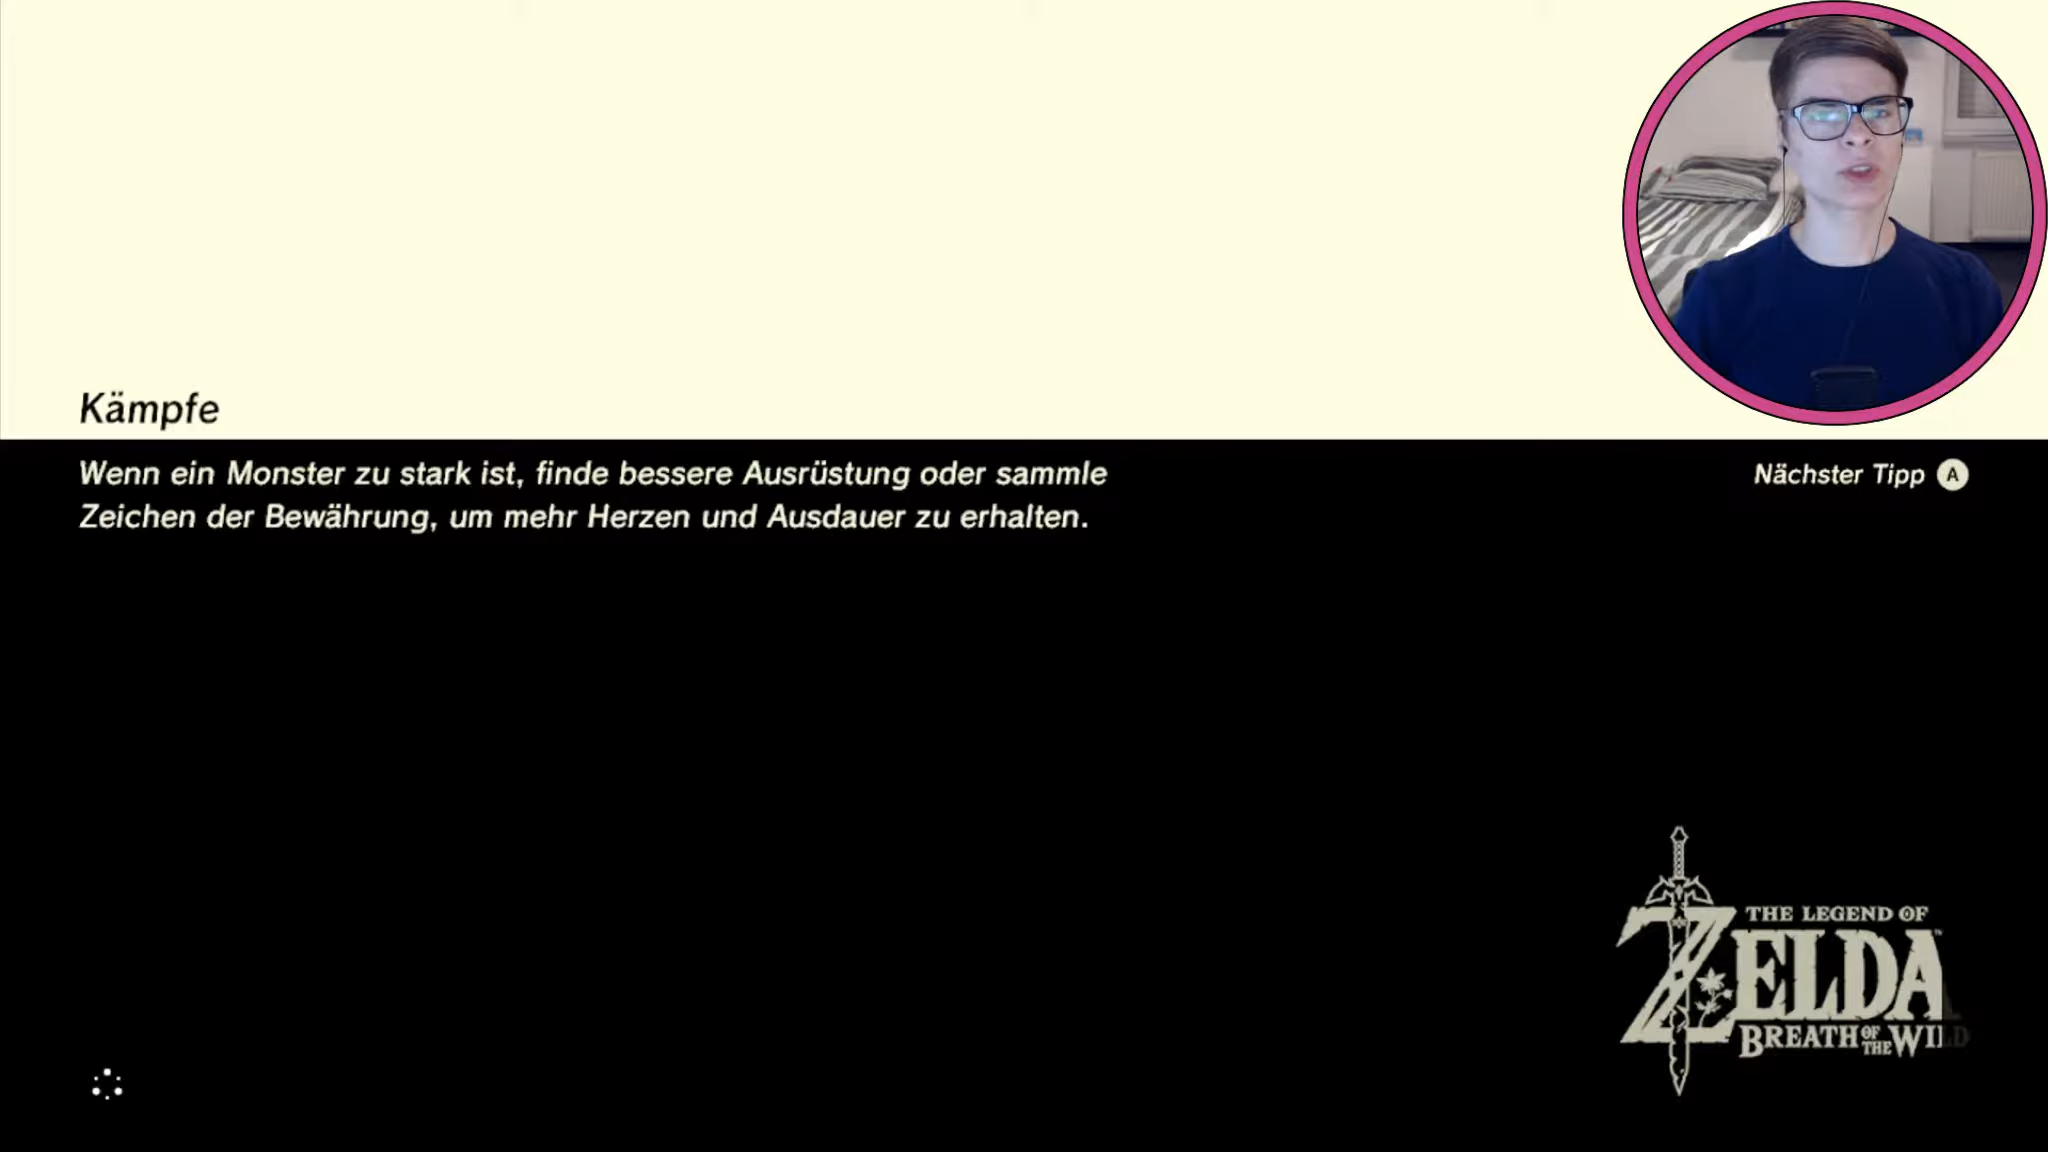 Kämpfe
Wenn ein Monster zu stark ist, finde bessere Ausrüstung oder sammle
Zeichen der Bewährung, um mehr Herzen und Ausdauer zu erhalten.
Nächster Tipp A
THE LEGEND OF
ZELDA
BREATH OF THE WILD